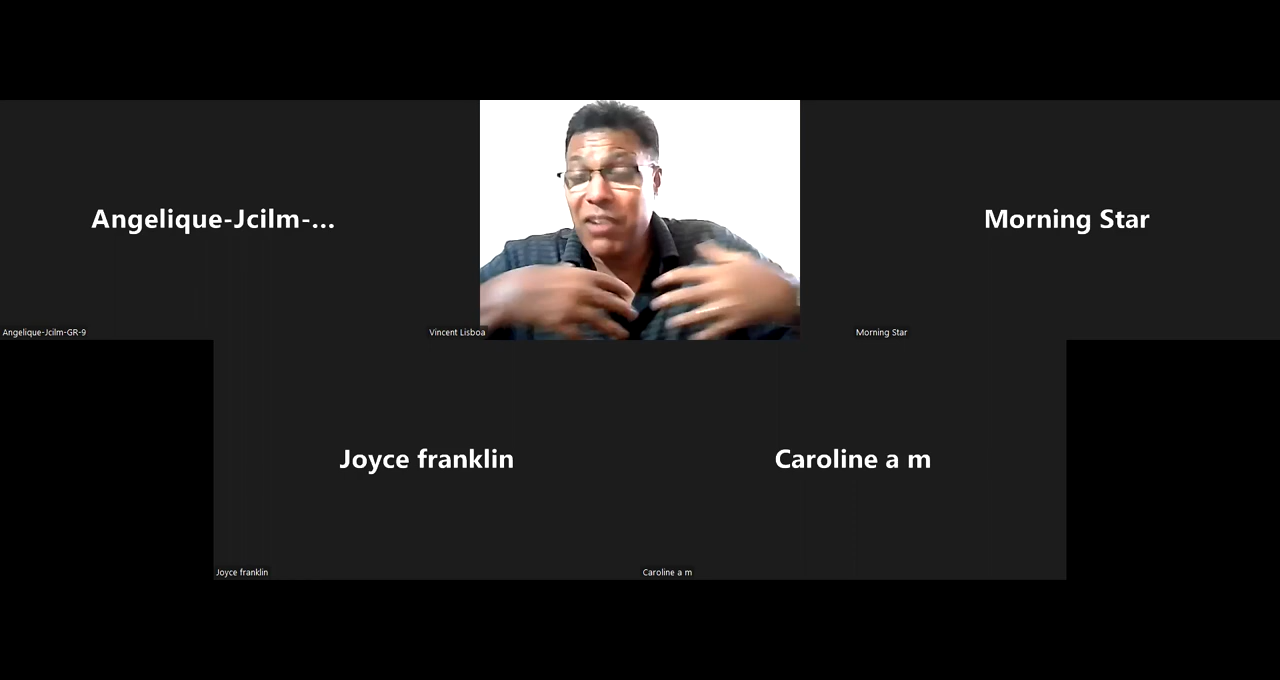 Angelique-Jcilm-...
Morning Star
Angelique-Jcilm-GR-9
Vincent Lisboa
Morning Star
Joyce franklin
Caroline a m
Joyce franklin
Caroline a m